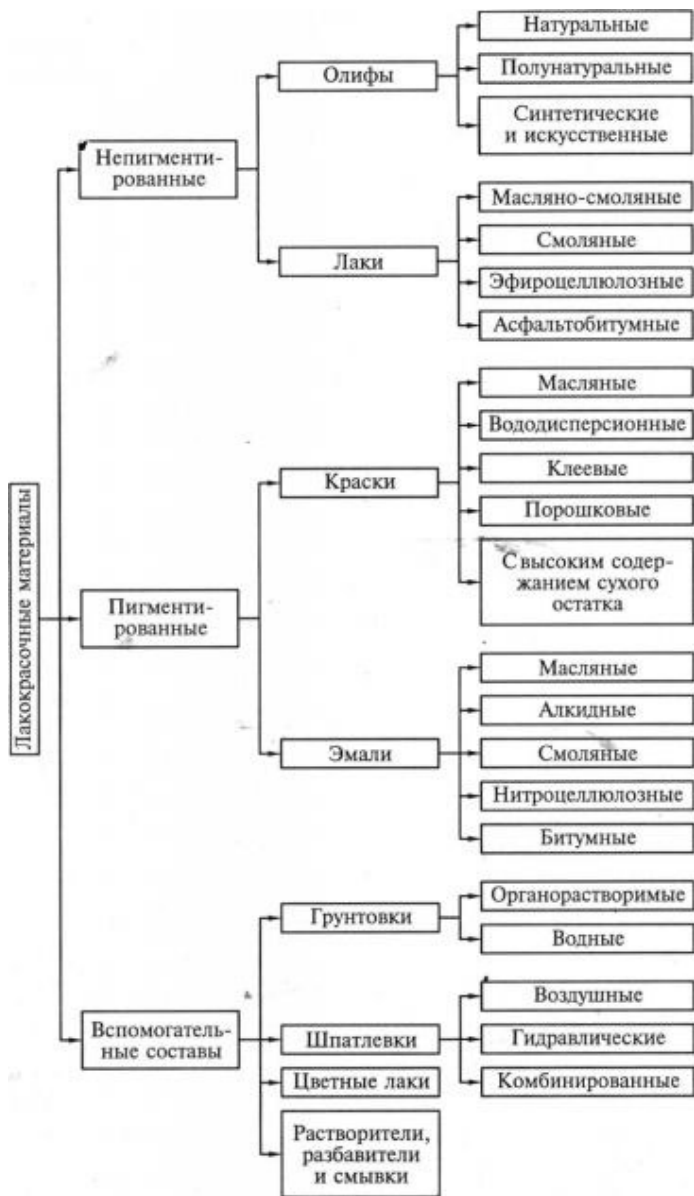 Лакокрасочные материалы
Непигменти-
рованные
Олифы
Натуральные
Полунатуральные
Синтетические
и искусственные
Лаки
Масляно-смоляные
Смоляные
Эфироцеллюлозные
Асфальтобитумные
Пигменти-
рованные
Краски
Масляные
Вододисперсионные
Клеевые
Порошковые
С высоким содер-
жанием сухого
остатка
Эмали
Масляные
Алкидные
Смоляные
Нитроцеллюлозные
Битумные
Вспомогатель-
ные составы
Грунтовки
Органорастворимые
Водные
Шпатлевки
Воздушные
Гидравлические
Комбинированные
Цветные лаки
Растворители,
разбавители
и смывки